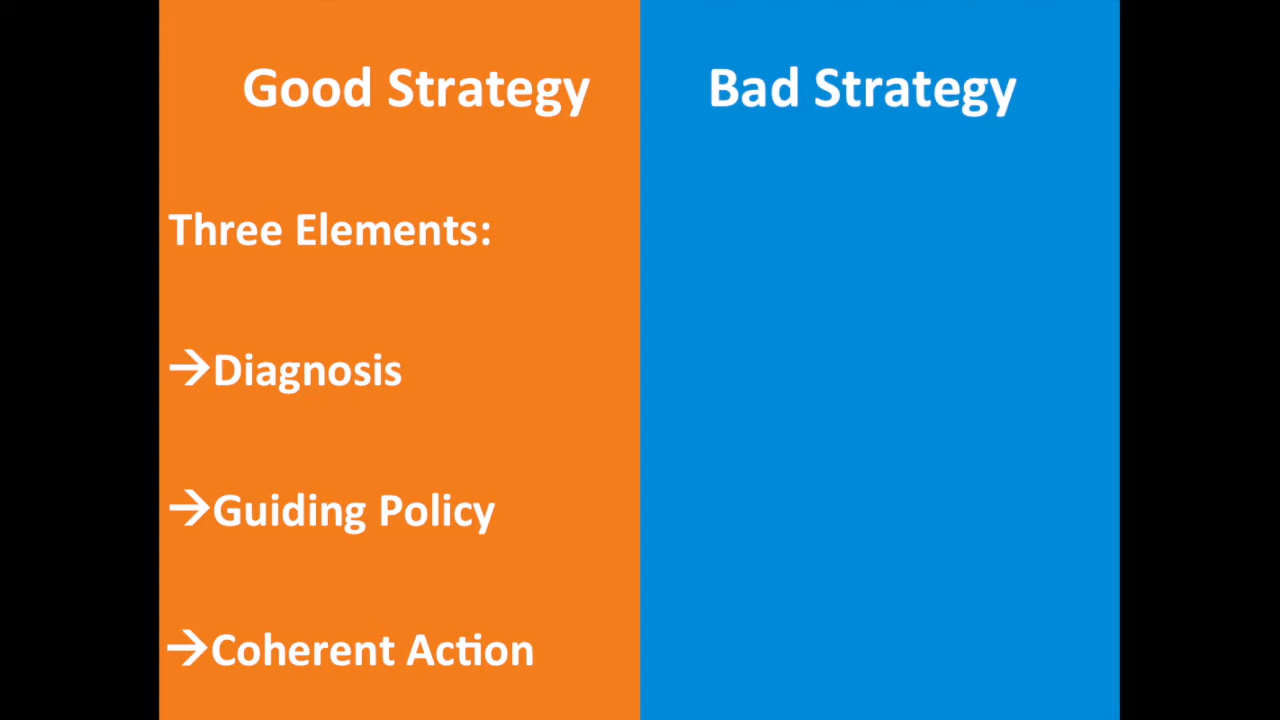 Good Strategy
Bad Strategy
Three Elements:
→Diagnosis
→Guiding Policy
→Coherent Action